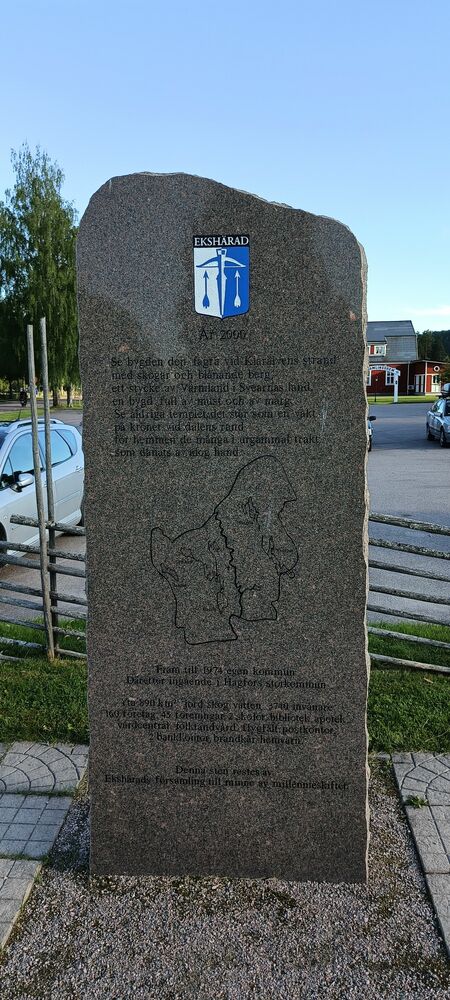 EKSHÄRAD
År 2000
Se bygden den fagra vid Klarälvens strand
med skogar och blånande berg,
ett stycke av Värmland i Svearnas land,
en bygd full av must och av märg.
Se åldriga templet det står som en vakt
på krönet vid dalens rand
för hemmen de många i urgammal trakt
som danats av idog hand.
Fram till 1974 egen kommun
Därefter ingående i Hagfors storkommun
Yta 890 km² Jord skog vatten 3740 invånare
160 företag 45 föreningar 2 skolor bibliotek apotek
vårdcentral folktandvård flygfält postkontor
2 bankkontor brandkår hemvärn
Denna sten restes av
Ekshärads församling till minne av millennieskiftet